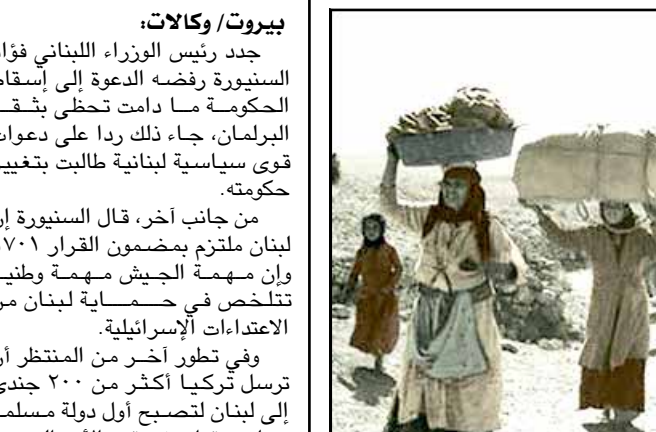 بيروت/ وكالات:
جدد رئيس الوزراء اللبناني فؤاد
السنيورة رفضه الدعوة إلى إسقاط
الحكومة ما دامت تحظى بثقة
البرلمان، جاء ذلك ردا على دعوات
قوى سياسية لبنانية طالبت بتغيير
حكومته.
من جانب آخر، قال السنيورة إن
لبنان ملتزم بمضمون القرار ١٧٠١
وإن مهمة الجيش مهمة وطنية
تتلخص في حماية لبنان من
الاعتداءات الإسرائيلية.
وفي تطور آخر من المنتظر أن
ترسل تركيا أكثر من ٢٠٠ جندي
إلى لبنان لتصبح أول دولة مسلمة